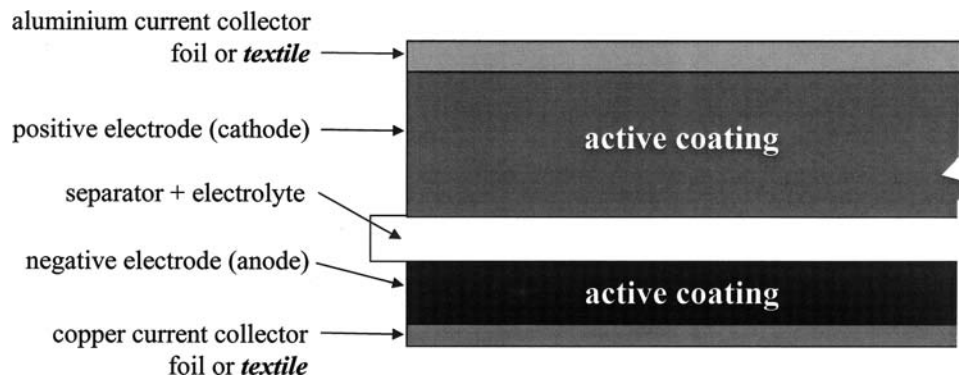 aluminium current collector
foil or textile
positive electrode (cathode)
active coating
separator + electrolyte
negative electrode (anode)
active coating
copper current collector
foil or textile